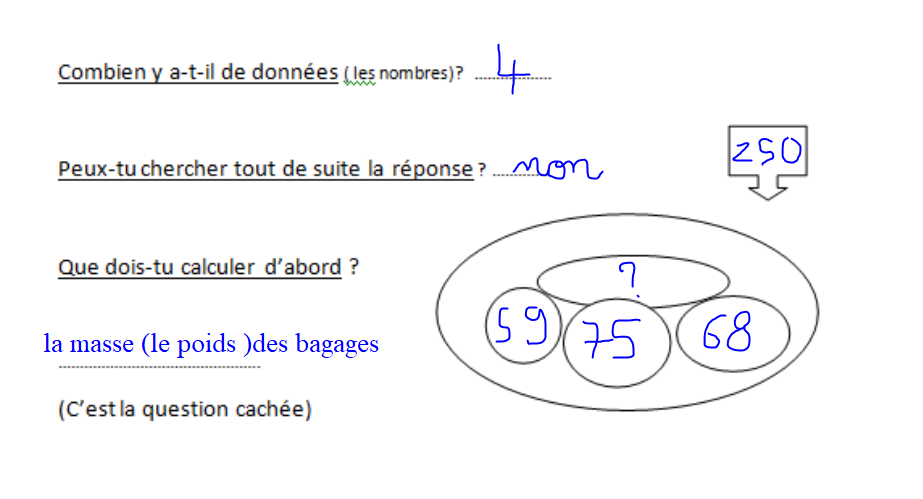 Combien y a-t-il de données ( les nombres)? 4
Peux-tu chercher tout de suite la réponse ? non
250
Que dois-tu calculer d'abord ?
?
59 75 68
la masse (le poids )des bagages
(C'est la question cachée)